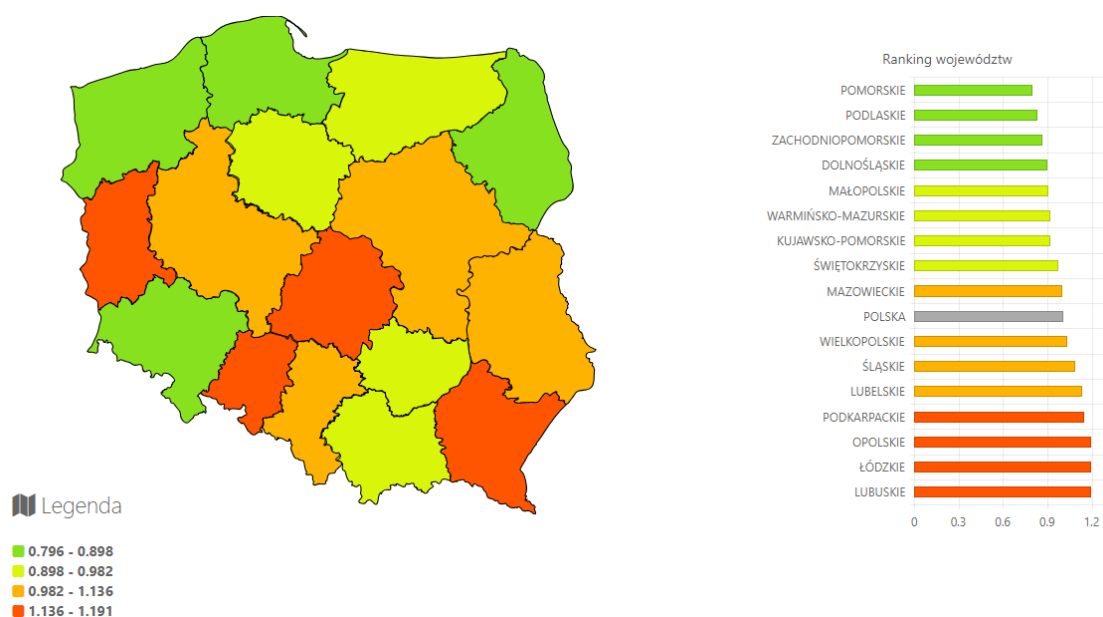 Ranking województw
POMORSKIE
PODLASKIE
ZACHODNIOPOMORSKIE
DOLNOŚLĄSKIE
MAŁOPOLSKIE
WARMIŃSKO-MAZURSKIE
KUJAWSKO-POMORSKIE
ŚWIĘTOKRZYSKIE
MAZOWIECKIE
POLSKA
WIELKOPOLSKIE
ŚLĄSKIE
LUBELSKIE
PODKARPACKIE
OPOLSKIE
ŁÓDZKIE
LUBUSKIE
0 0.3 0.6 0.9 1.2
Legenda
0.796 - 0.898
0.898 - 0.982
0.982 - 1.136
1.136 - 1.191